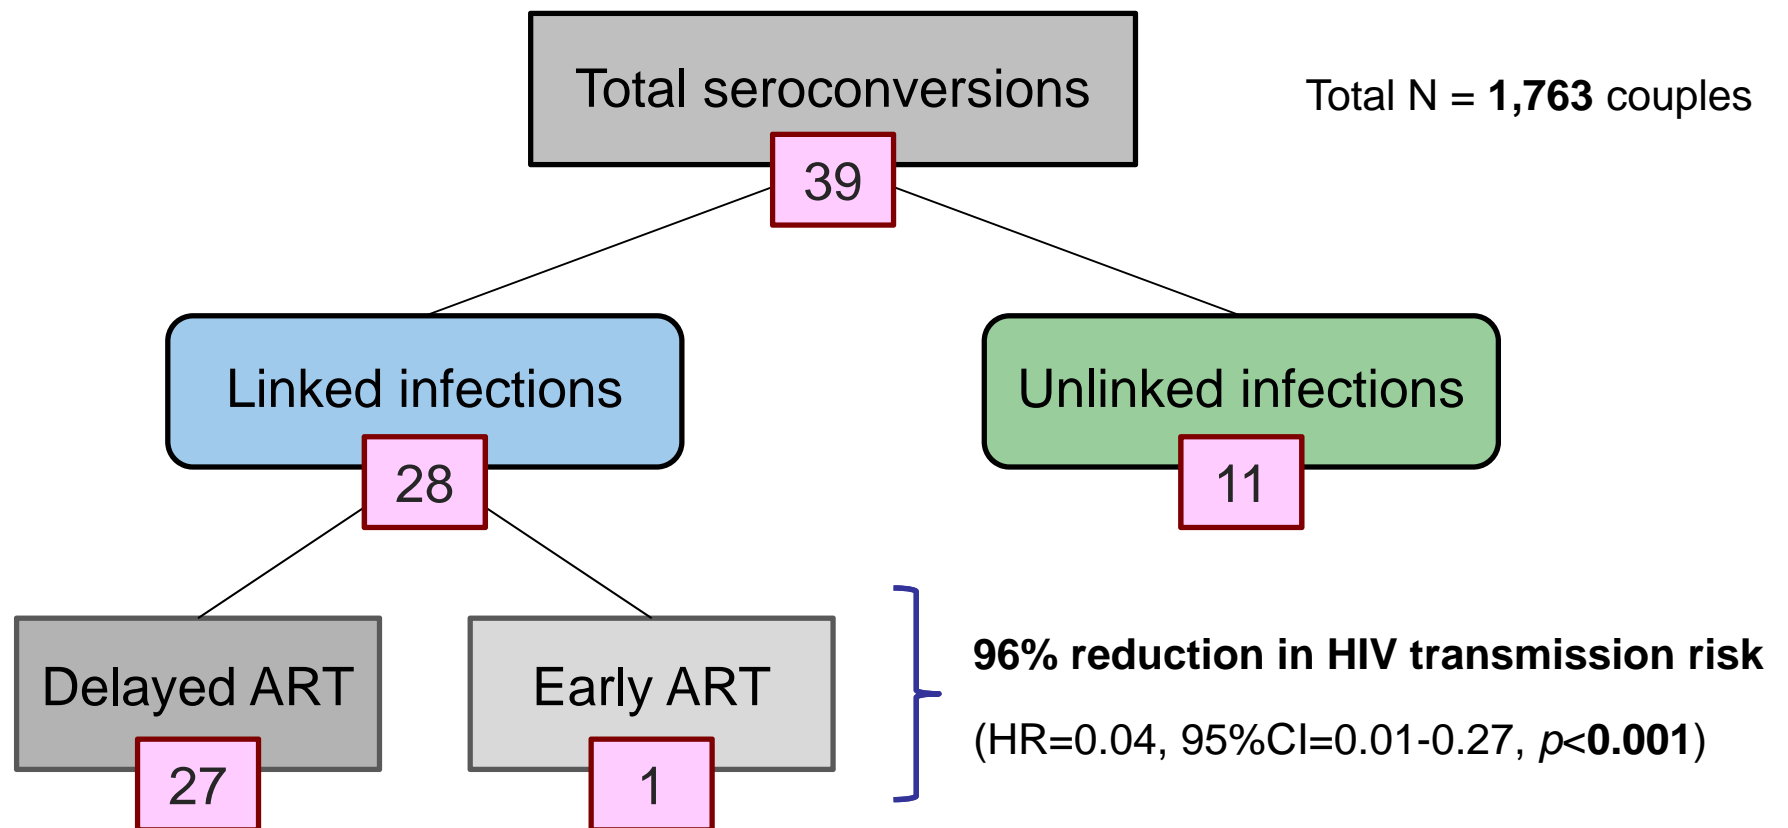 Total seroconversions
Total N = 1,763 couples
39
Linked infections
Unlinked infections
28
11
Delayed ART
Early ART
96% reduction in HIV transmission risk
(HR=0.04, 95%CI=0.01-0.27, p<0.001)
27
1